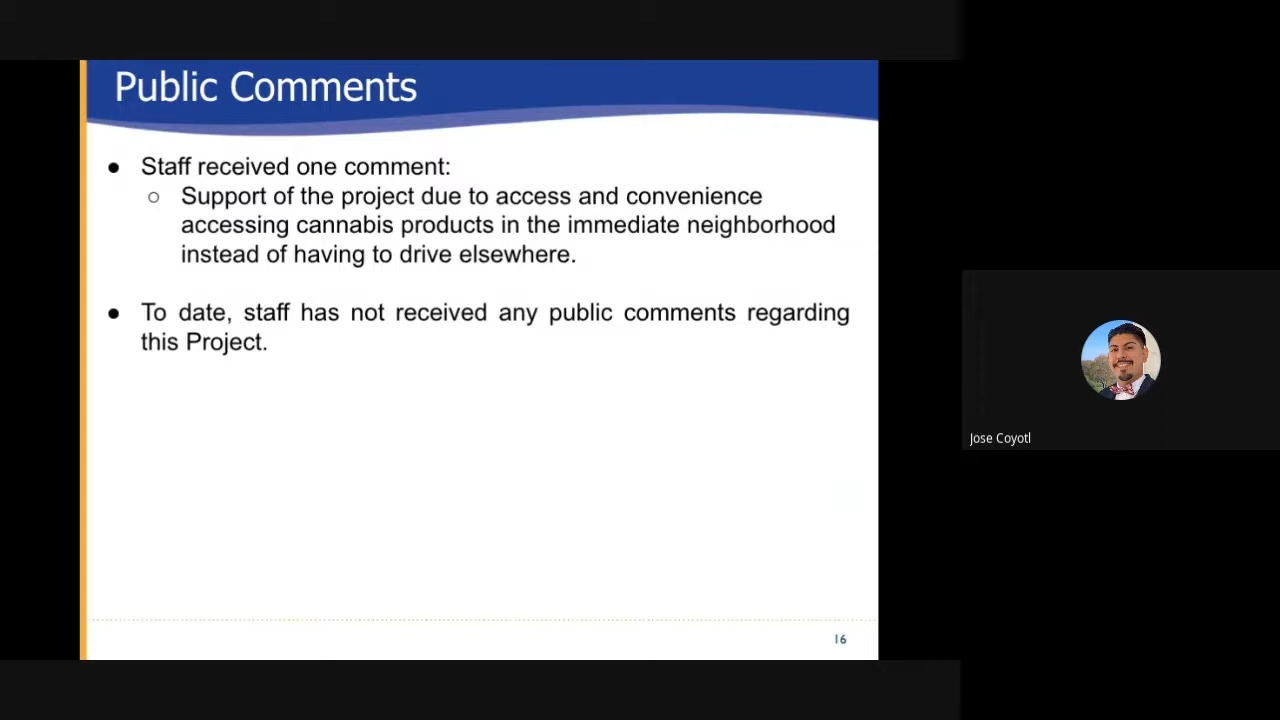 Public Comments
● Staff received one comment:
○ Support of the project due to access and convenience
accessing cannabis products in the immediate neighborhood
instead of having to drive elsewhere.
● To date, staff has not received any public comments regarding
this Project.
16
Jose Coyotl